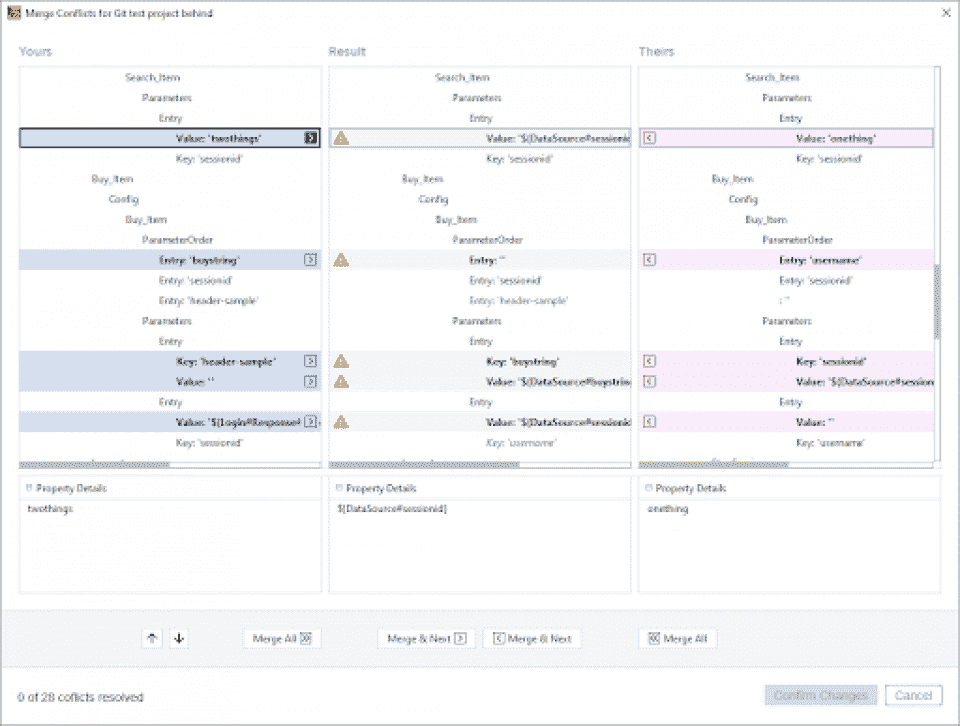 Merge Conflicts for Git test project behind
Yours
Search_Item
Parameters
Entry
Value: 'twothings'
Key: 'sessionid'
Buy_Item
Config
Buy_Item
ParameterOrder
Entry: 'buystring'
Entry: 'sessionid'
Entry: 'header-sample'
Parameters
Entry
Key: 'header-sample'
Value: ''
Entry
Value: '${Login#Response#
Key: 'sessionid'
Result
Search_Item
Parameters
Entry
Value: '${DataSource#sessionid
Key: 'sessionid'
Buy_Item
Config
Buy_Item
ParameterOrder
Entry: ''
Entry: 'sessionid'
Entry: 'header-sample'
Parameters
Entry
Key: 'buystring'
Value: '${DataSource#buystring
Entry
Value: '${DataSource#sessionid
Key: 'username'
Theirs
Search_Item
Parameters
Entry
Value: 'onething'
Key: 'sessionid'
Buy_Item
Config
Buy_Item
ParameterOrder
Entry: 'username'
Entry: 'sessionid'
: ''
Parameters
Entry
Key: 'sessionid'
Value: '${DataSource#session
Entry
Value: ''
Key: 'username'
Property Details
twothings
Property Details
${DataSource#sessionid}
Property Details
onething
Merge All
Merge & Next
Merge & Next
Merge All
0 of 28 coflicts resolved
Confirm Changes
Cancel